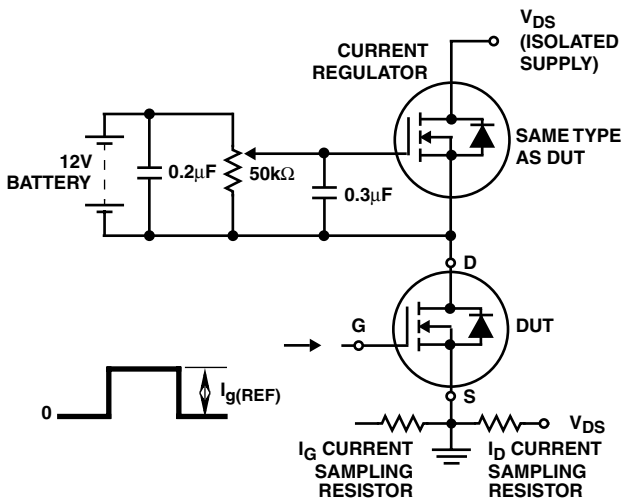 V_DS
(ISOLATED
SUPPLY)
CURRENT
REGULATOR
SAME TYPE
AS DUT
12V
BATTERY
0.2μF
50kΩ
0.3μF
D
DUT
G
S
0
I_g(REF)
V_DS
I_G CURRENT
SAMPLING
RESISTOR
I_D CURRENT
SAMPLING
RESISTOR